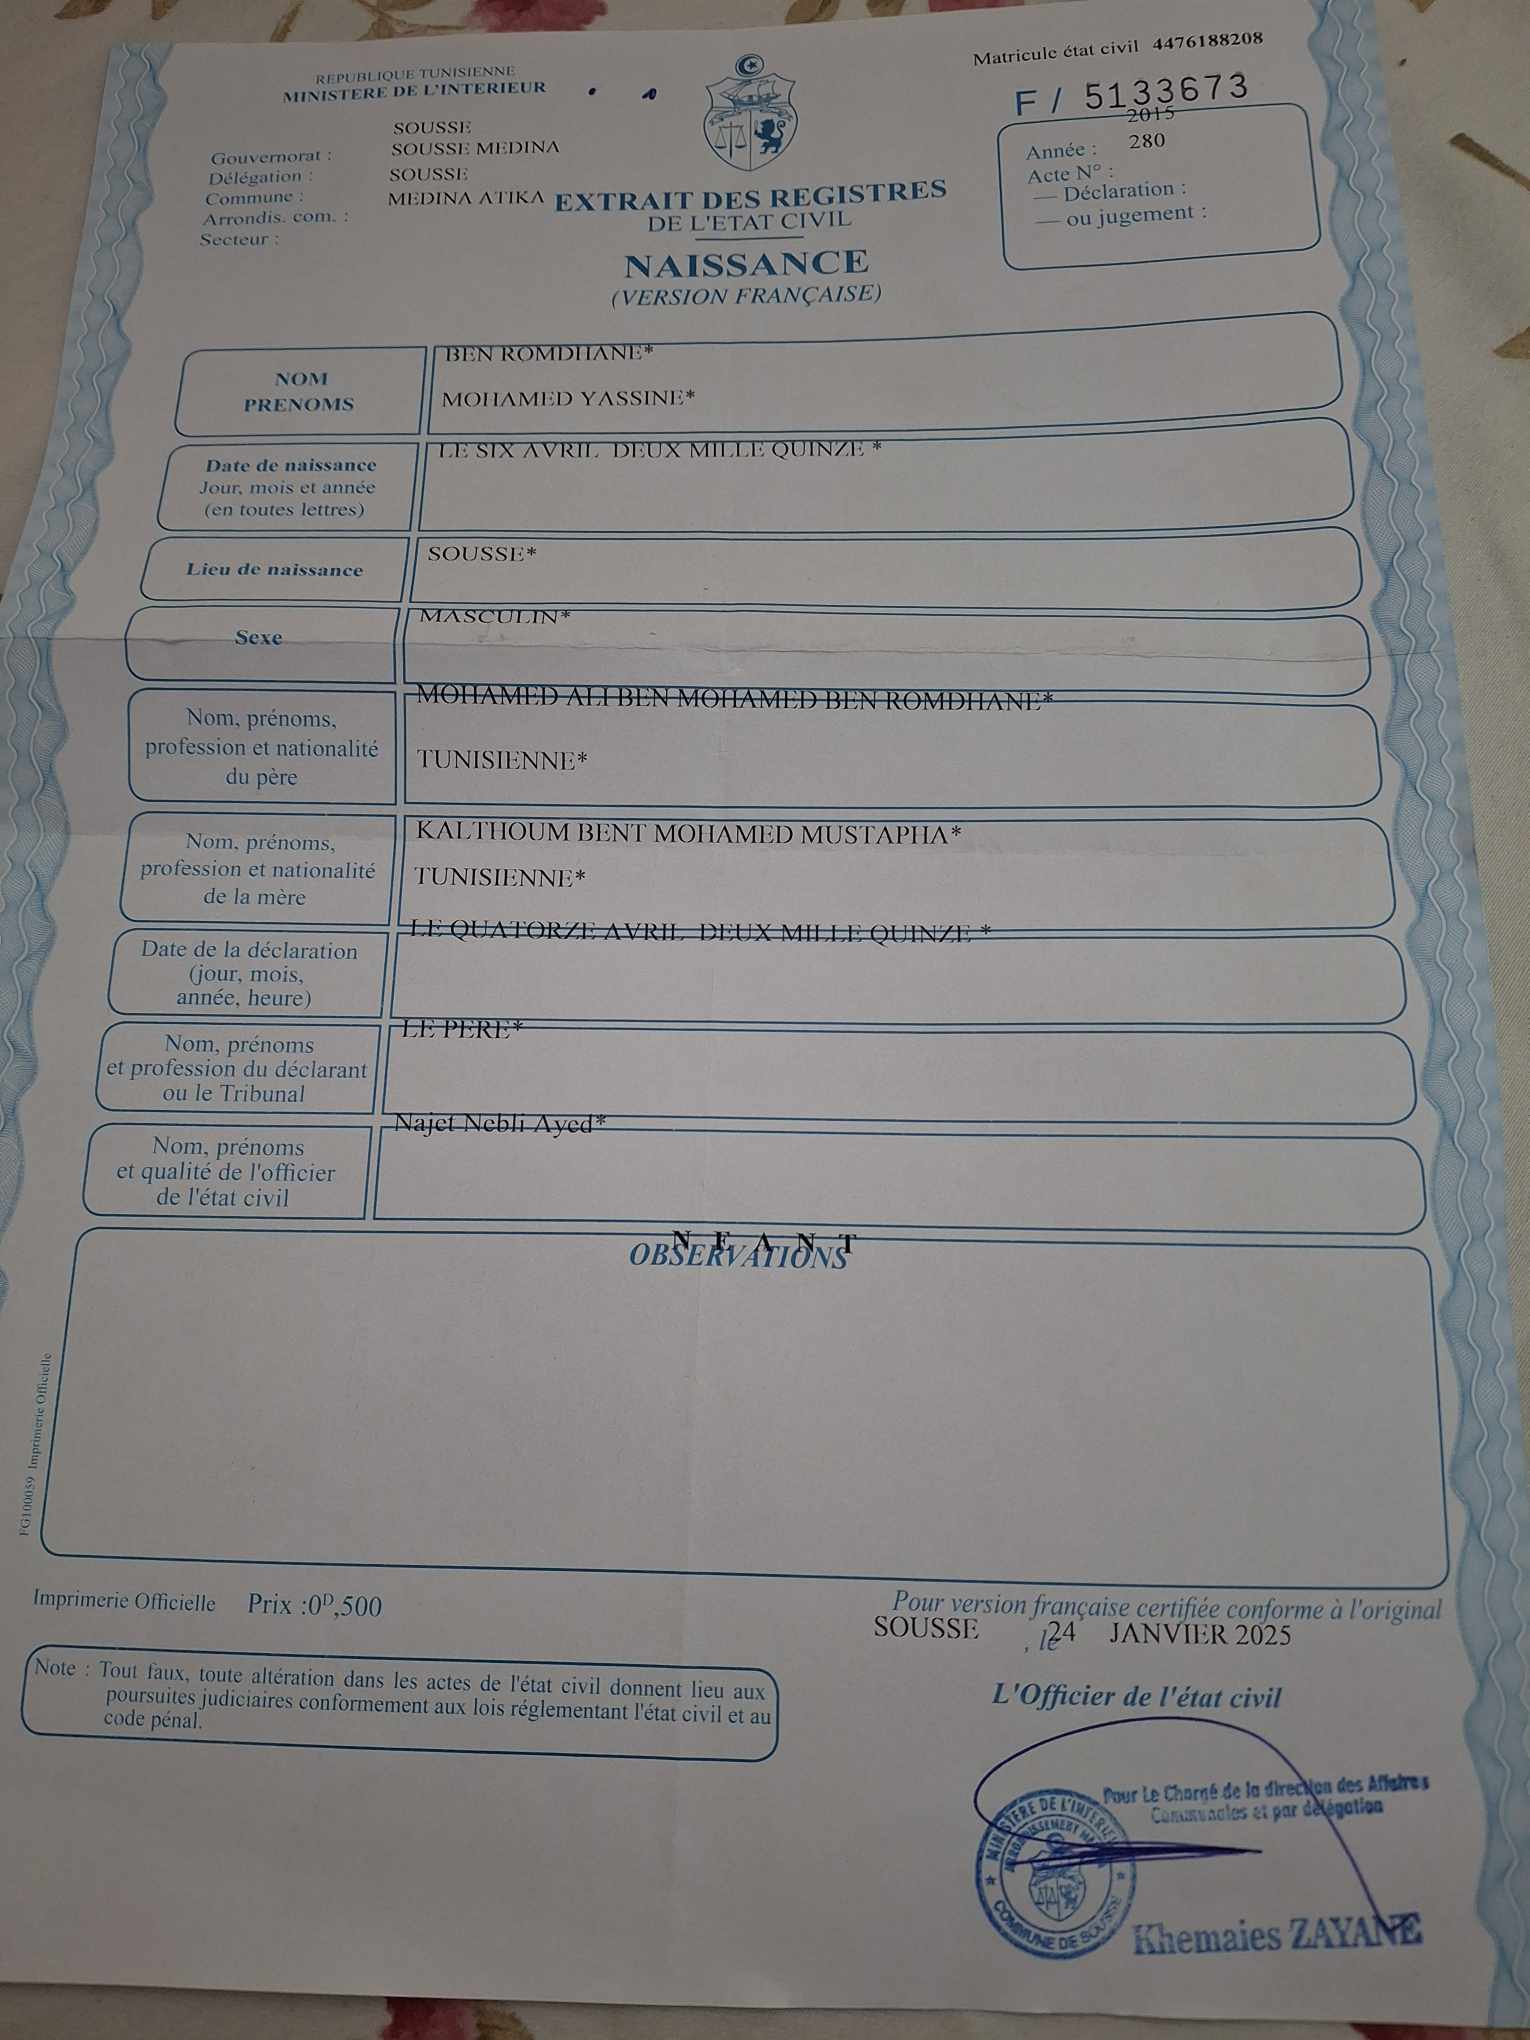 Matricule état civil 4476188208
REPUBLIQUE TUNISIENNE
MINISTERE DE L'INTERIEUR
F / 5133673
SOUSSE
Gouvernorat :
SOUSSE MEDINA
Délégation :
SOUSSE
Commune :
MEDINA ATIKA
Arrondis. com. :
Secteur :
2015
Année :
280
Acte N° :
— Déclaration :
— ou jugement :
EXTRAIT DES REGISTRES
DE L'ETAT CIVIL
NAISSANCE
(VERSION FRANÇAISE)
NOM
PRENOMS
BEN ROMDHANE*
MOHAMED YASSINE*
Date de naissance
Jour, mois et année
(en toutes lettres)
LE SIX AVRIL DEUX MILLE QUINZE *
Lieu de naissance
SOUSSE*
Sexe
MASCULIN*
Nom, prénoms,
profession et nationalité
du père
MOHAMED ALI BEN MOHAMED BEN ROMDHANE*
TUNISIENNE*
Nom, prénoms,
profession et nationalité
de la mère
KALTHOUM BENT MOHAMED MUSTAPHA*
TUNISIENNE*
Date de la déclaration
(jour, mois,
année, heure)
LE QUATORZE AVRIL DEUX MILLE QUINZE *
Nom, prénoms
et profession du déclarant
ou le Tribunal
LE PERE*
Nom, prénoms
et qualité de l'officier
de l'état civil
Najet Nebli Ayed*
N E A N T
OBSERVATIONS
FG100059 Imprimerie Officielle
Imprimerie Officielle Prix :0D,500
Pour version française certifiée conforme à l'original
SOUSSE , le 24 JANVIER 2025
Note : Tout faux, toute altération dans les actes de l'état civil donnent lieu aux
poursuites judiciaires conformement aux lois réglementant l'état civil et au
code pénal.
L'Officier de l'état civil
Pour Le Chargé de la direction des Affaires
Communales et par délégation
MINISTERE DE L'INTERIEUR
COMMUNE DE SOUSSE
Khemaies ZAYANE